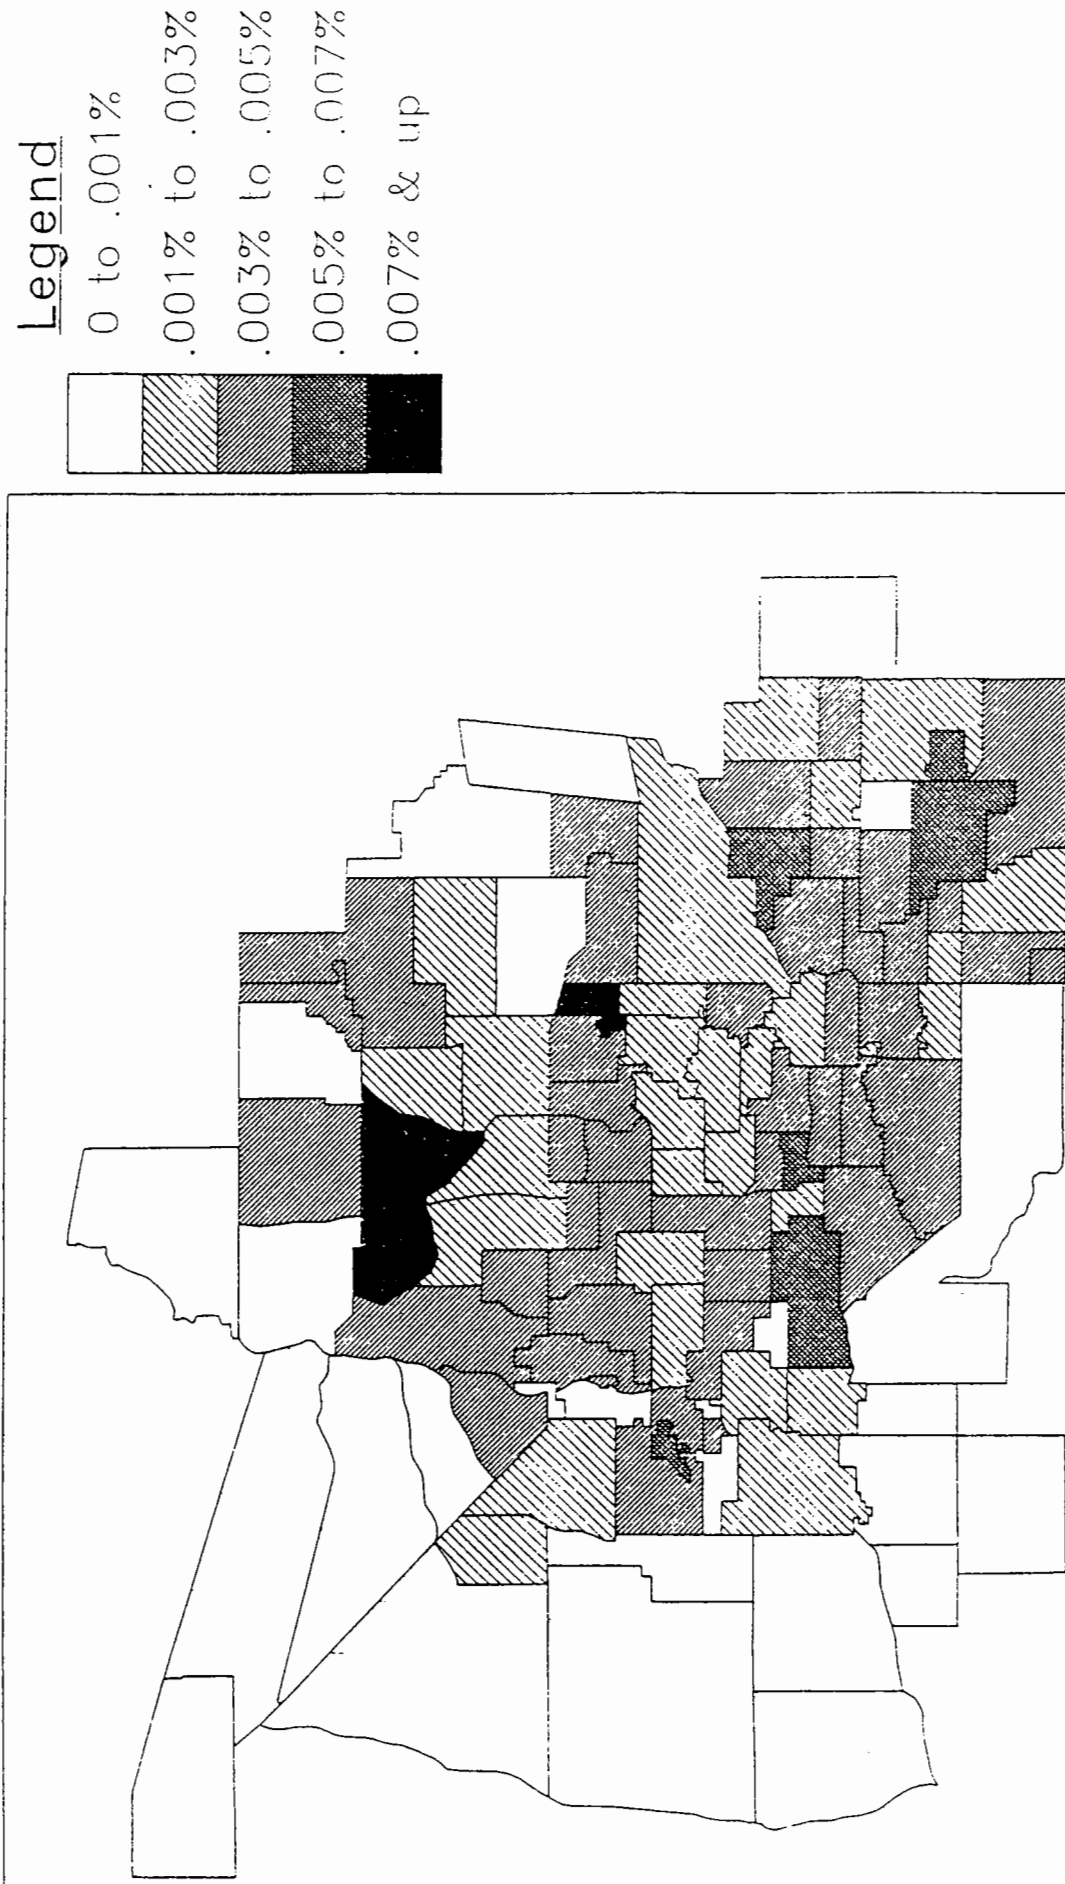 Legend
0 to .001%
.001% to .003%
.003% to .005%
.005% to .007%
.007% & up